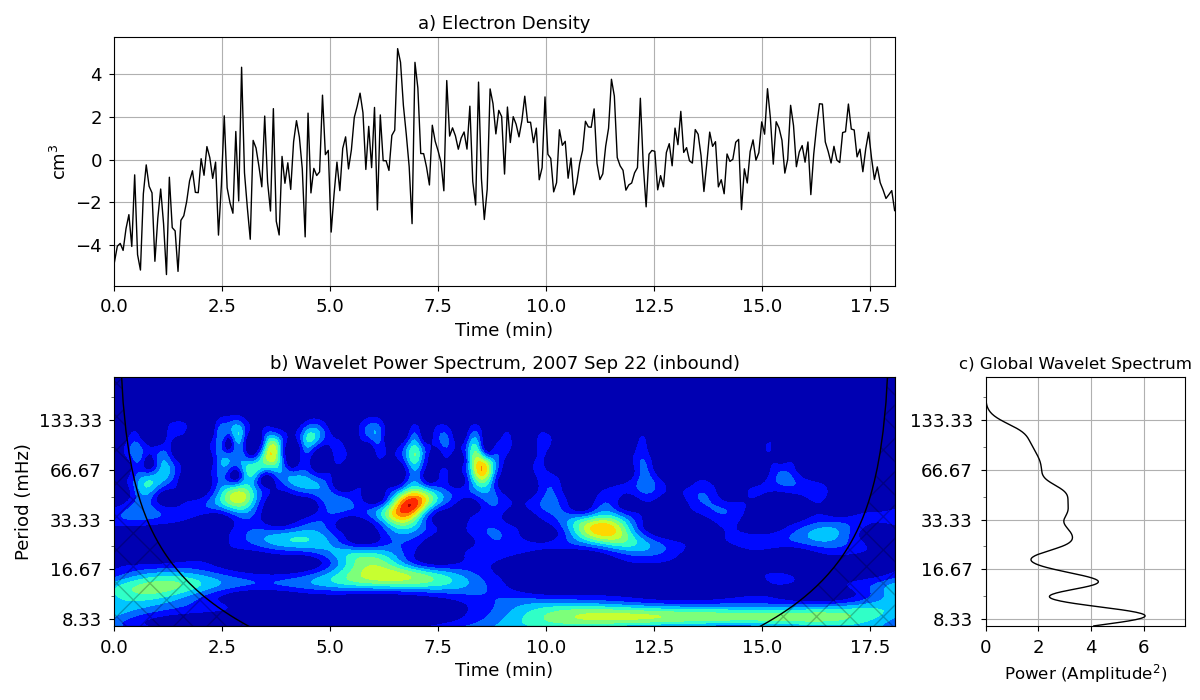 a) Electron Density
cm³
4
2
0
−2
−4
0.0 2.5 5.0 7.5 10.0 12.5 15.0 17.5
Time (min)
b) Wavelet Power Spectrum, 2007 Sep 22 (inbound)
Period (mHz)
133.33
66.67
33.33
16.67
8.33
0.0 2.5 5.0 7.5 10.0 12.5 15.0 17.5
Time (min)
c) Global Wavelet Spectrum
133.33
66.67
33.33
16.67
8.33
0 2 4 6
Power (Amplitude²)